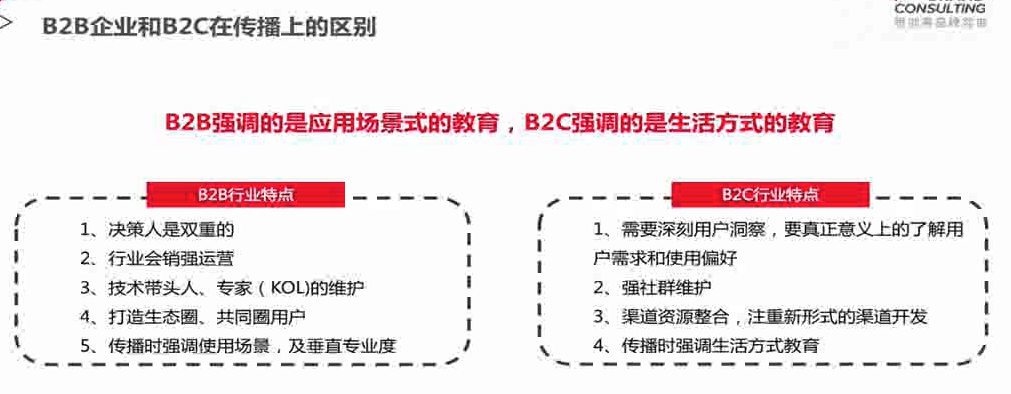 B2B企业和B2C在传播上的区别
CONSULTING
B2B强调的是应用场景式的教育，B2C强调的是生活方式的教育
B2B行业特点
1、决策人是双重的
2、行业会销强运营
3、技术带头人、专家（KOL)的维护
4、打造生态圈、共同圈用户
5、传播时强调使用场景，及垂直专业度
B2C行业特点
1、需要深刻用户洞察，要真正意义上的了解用
户需求和使用偏好
2、强社群维护
3、渠道资源整合，注重新形式的渠道开发
4、传播时强调生活方式教育